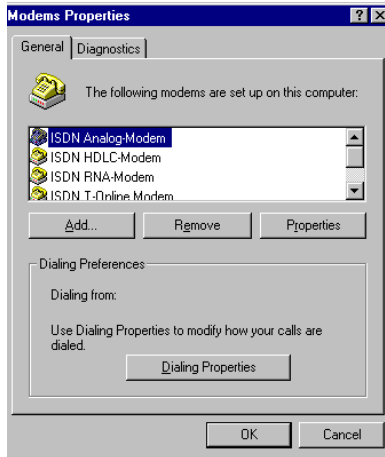 Modems Properties
General Diagnostics
The following modems are set up on this computer:
ISDN Analog-Modem
ISDN HDLC-Modem
ISDN RNA-Modem
ISDN T-Online Modem
Add... Remove Properties
Dialing Preferences
Dialing from:
Use Dialing Properties to modify how your calls are
dialed.
Dialing Properties
OK Cancel